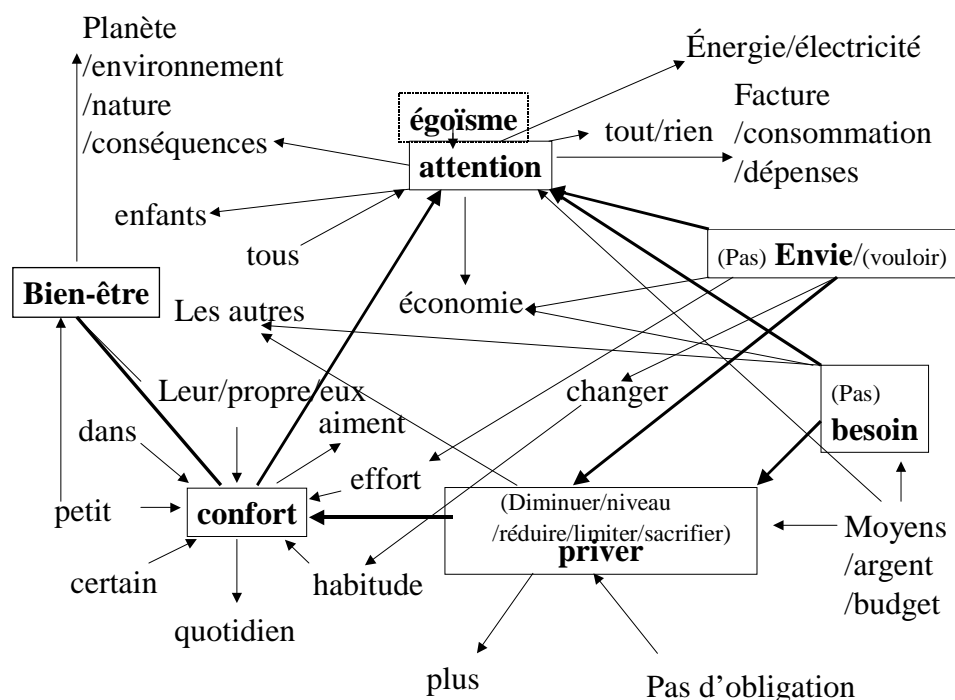 Planète
/environnement
/nature
/conséquences
Énergie/électricité
égoïsme
attention
tout/rien
Facture
/consommation
/dépenses
enfants
tous
(Pas) Envie/(vouloir)
Bien-être
Les autres
économie
Leur/propre/eux
aiment
changer
(Pas)
besoin
dans
effort
petit
confort
(Diminuer/niveau
/réduire/limiter/sacrifier)
priver
Moyens
/argent
/budget
certain
habitude
quotidien
plus
Pas d’obligation